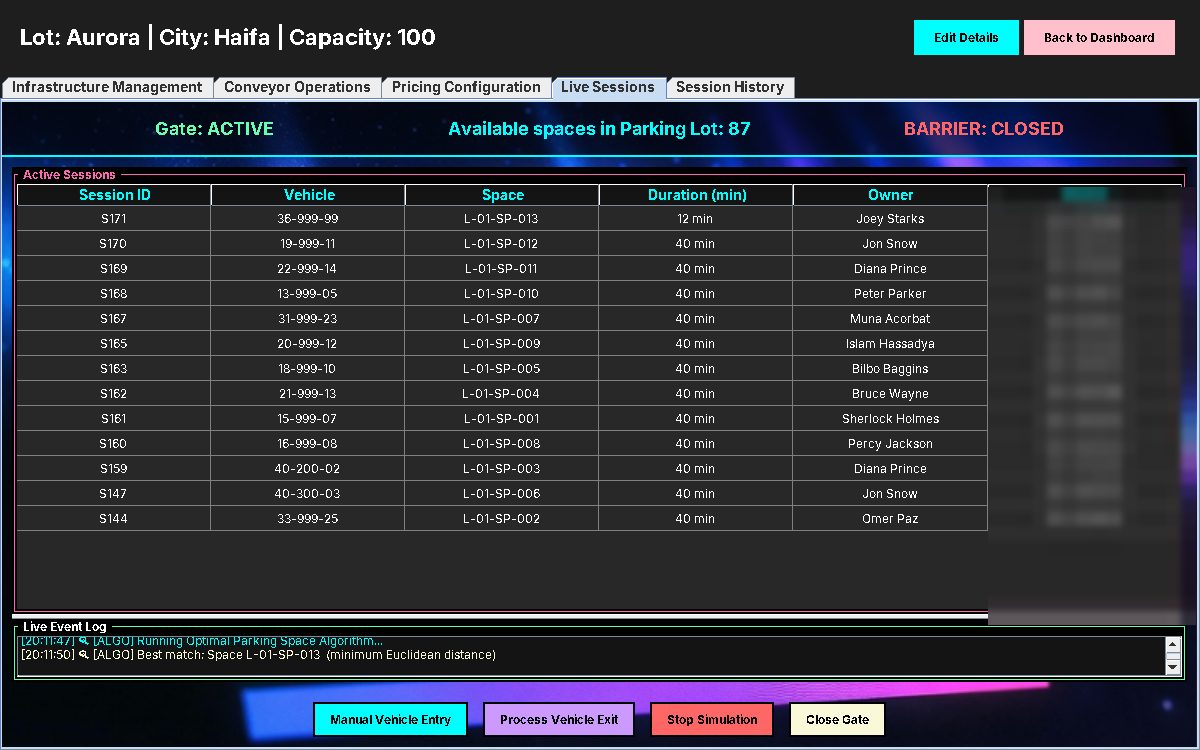 Lot: Aurora | City: Haifa | Capacity: 100
Edit Details
Back to Dashboard
Infrastructure Management Conveyor Operations Pricing Configuration Live Sessions Session History
Gate: ACTIVE
Available spaces in Parking Lot: 87
BARRIER: CLOSED
Active Sessions
Session ID Vehicle Space Duration (min) Owner
S171 36-999-99 L-01-SP-013 12 min Joey Starks
S170 19-999-11 L-01-SP-012 40 min Jon Snow
S169 22-999-14 L-01-SP-011 40 min Diana Prince
S168 13-999-05 L-01-SP-010 40 min Peter Parker
S167 31-999-23 L-01-SP-007 40 min Muna Acorbat
S165 20-999-12 L-01-SP-009 40 min Islam Hassadya
S163 18-999-10 L-01-SP-005 40 min Bilbo Baggins
S162 21-999-13 L-01-SP-004 40 min Bruce Wayne
S161 15-999-07 L-01-SP-001 40 min Sherlock Holmes
S160 16-999-08 L-01-SP-008 40 min Percy Jackson
S159 40-200-02 L-01-SP-003 40 min Diana Prince
S147 40-300-03 L-01-SP-006 40 min Jon Snow
S144 33-999-25 L-01-SP-002 40 min Omer Paz
Live Event Log
[20:11:47] [ALGO] Running Optimal Parking Space Algorithm...
[20:11:50] [ALGO] Best match: Space L-01-SP-013 (minimum Euclidean distance)
Manual Vehicle Entry
Process Vehicle Exit
Stop Simulation
Close Gate